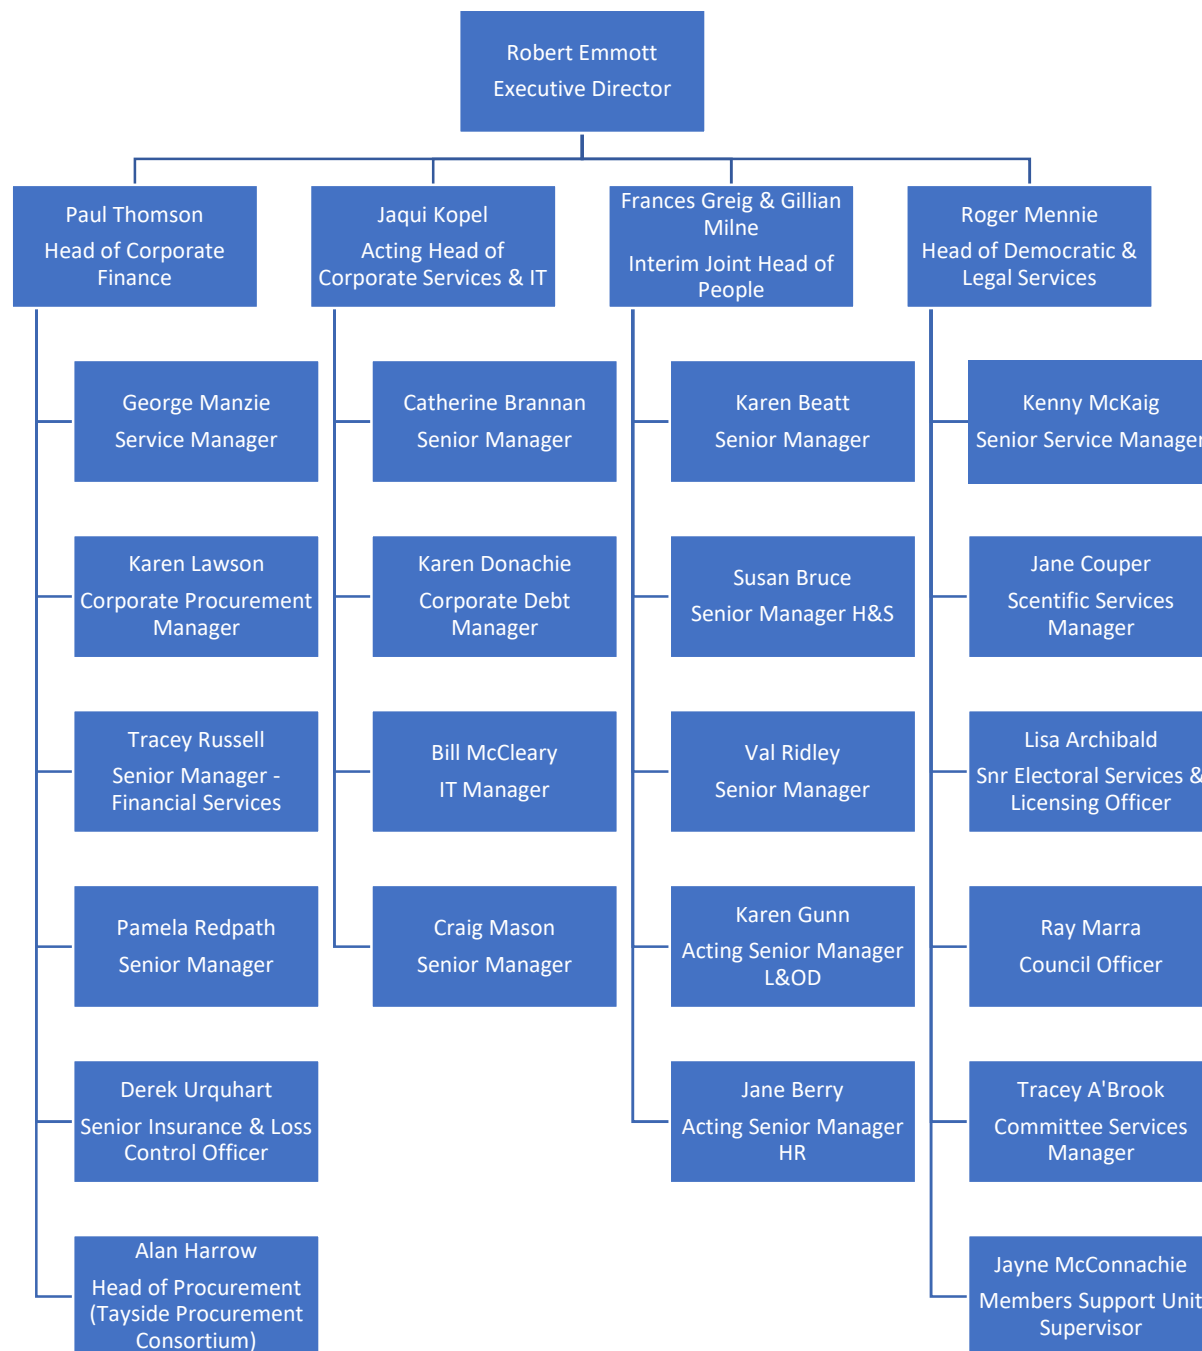 Robert Emmott
Executive Director
Paul Thomson
Head of Corporate
Finance
Jaqui Kopel
Acting Head of
Corporate Services & IT
Frances Greig & Gillian
Milne
Interim Joint Head of
People
Roger Mennie
Head of Democratic &
Legal Services
George Manzie
Service Manager
Karen Lawson
Corporate Procurement
Manager
Tracey Russell
Senior Manager -
Financial Services
Pamela Redpath
Senior Manager
Derek Urquhart
Senior Insurance & Loss
Control Officer
Alan Harrow
Head of Procurement
(Tayside Procurement
Consortium)
Catherine Brannan
Senior Manager
Karen Donachie
Corporate Debt
Manager
Bill McCleary
IT Manager
Craig Mason
Senior Manager
Karen Beatt
Senior Manager
Susan Bruce
Senior Manager H&S
Val Ridley
Senior Manager
Karen Gunn
Acting Senior Manager
L&OD
Jane Berry
Acting Senior Manager
HR
Kenny McKaig
Senior Service Manager
Jane Couper
Scentific Services
Manager
Lisa Archibald
Snr Electoral Services &
Licensing Officer
Ray Marra
Council Officer
Tracey A'Brook
Committee Services
Manager
Jayne McConnachie
Members Support Unit
Supervisor